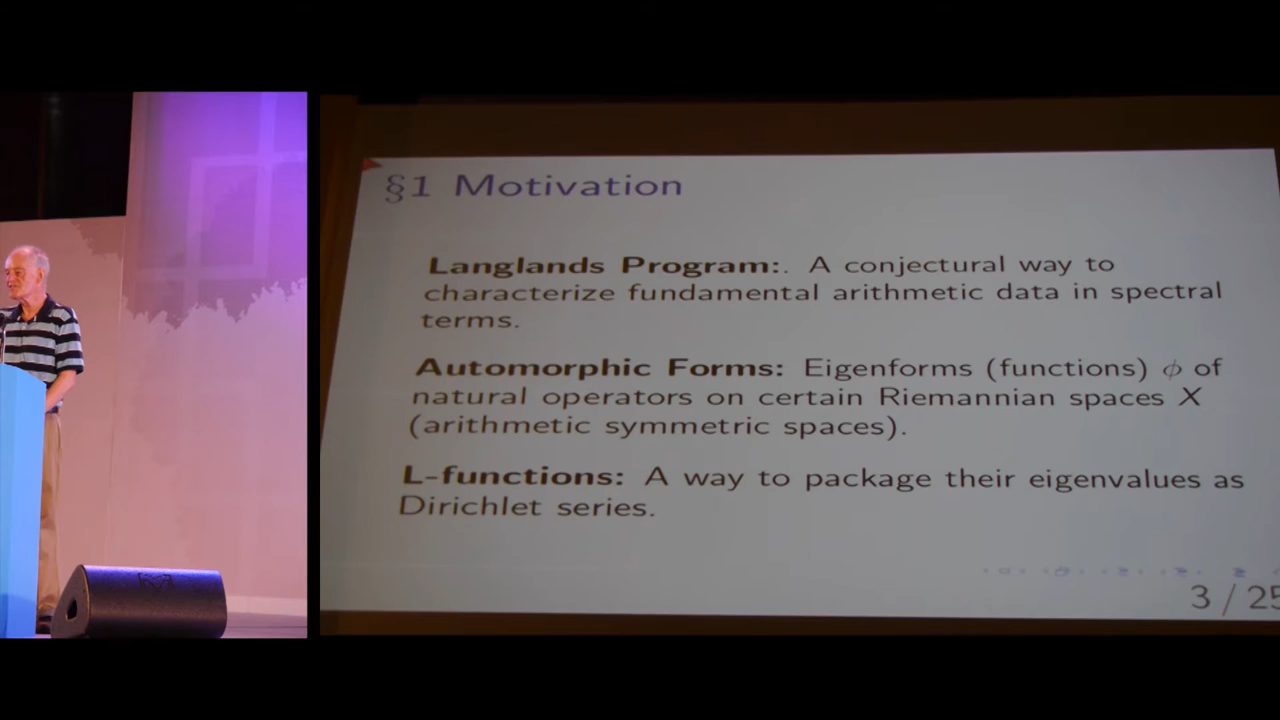 §1 Motivation
Langlands Program:. A conjectural way to
characterize fundamental arithmetic data in spectral
terms.
Automorphic Forms: Eigenforms (functions) ϕ of
natural operators on certain Riemannian spaces X
(arithmetic symmetric spaces).
L-functions: A way to package their eigenvalues as
Dirichlet series.
3 / 25